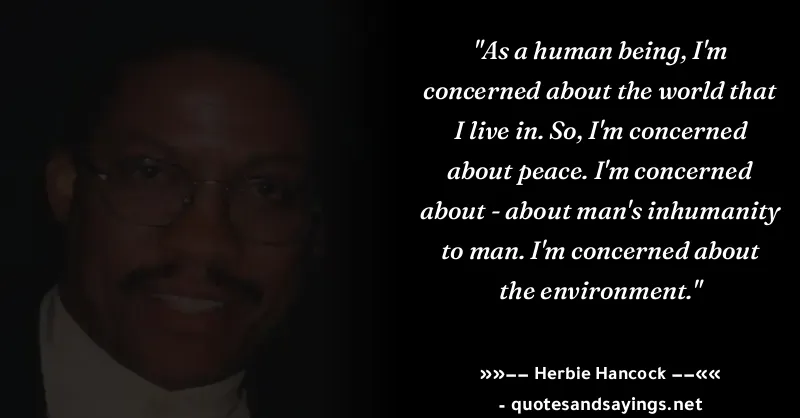 "As a human being, I'm
concerned about the world that
I live in. So, I'm concerned
about peace. I'm concerned
about - about man's inhumanity
to man. I'm concerned about
the environment."
»»–– Herbie Hancock ––««
- quotesandsayings.net